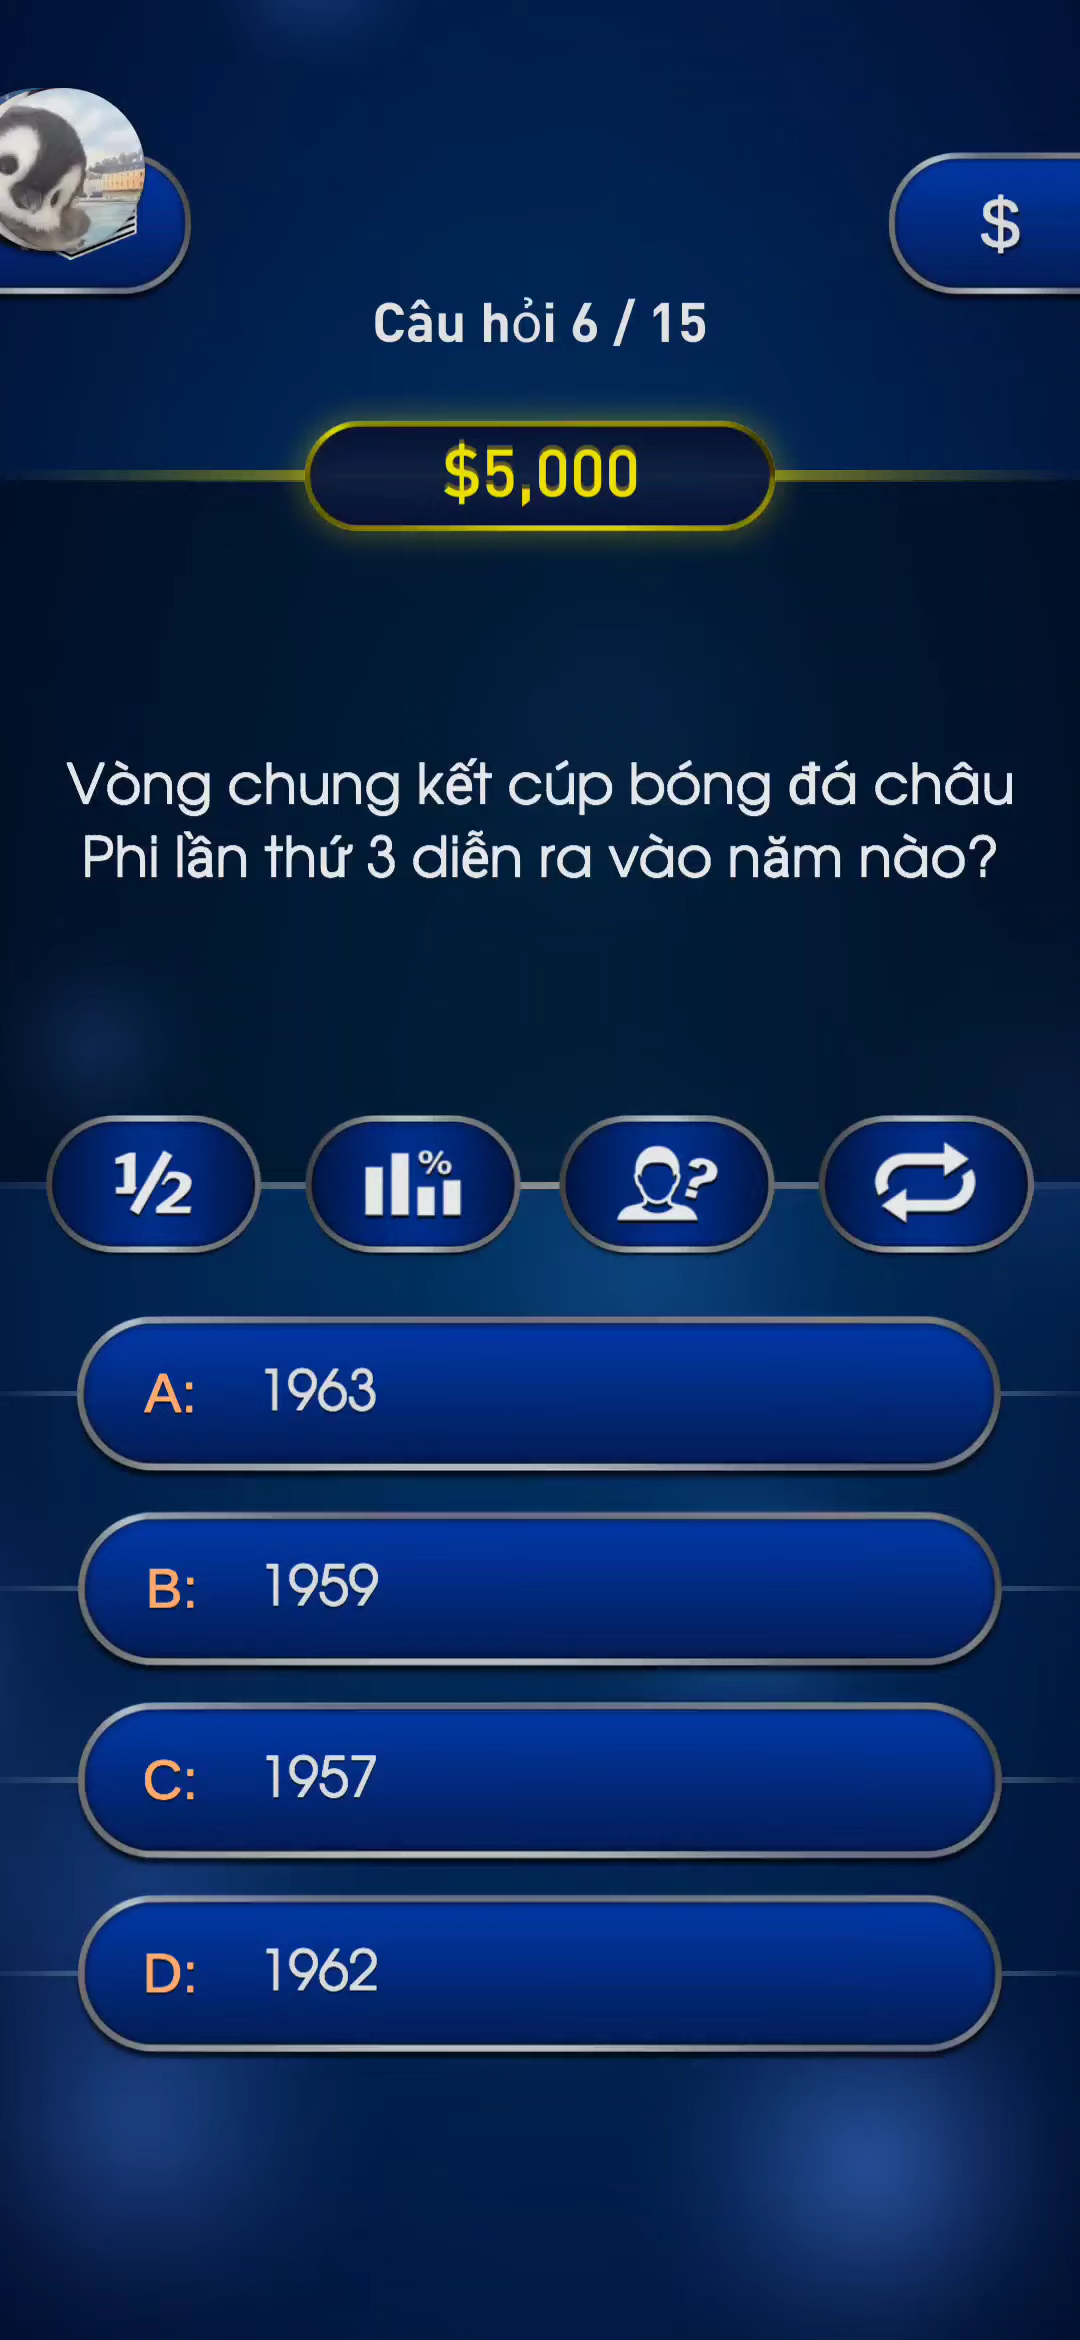 $
Câu hỏi 6 / 15
$5,000
Vòng chung kết cúp bóng đá châu
Phi lần thứ 3 diễn ra vào năm nào?
½ % ?
A: 1963
B: 1959
C: 1957
D: 1962